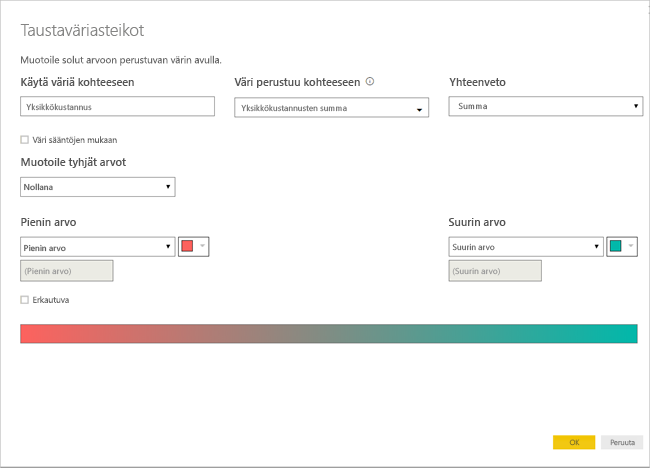 Taustaväriasteikot
Muotoile solut arvoon perustuvan värin avulla.
Käytä väriä kohteeseen
Väri perustuu kohteeseen
Yhteenveto
Yksikkökustannus
Yksikkökustannusten summa
Summa
Väri sääntöjen mukaan
Muotoile tyhjät arvot
Nollana
Pienin arvo
Suurin arvo
Pienin arvo
Suurin arvo
(Pienin arvo)
(Suurin arvo)
Erkautuva
OK
Peruuta